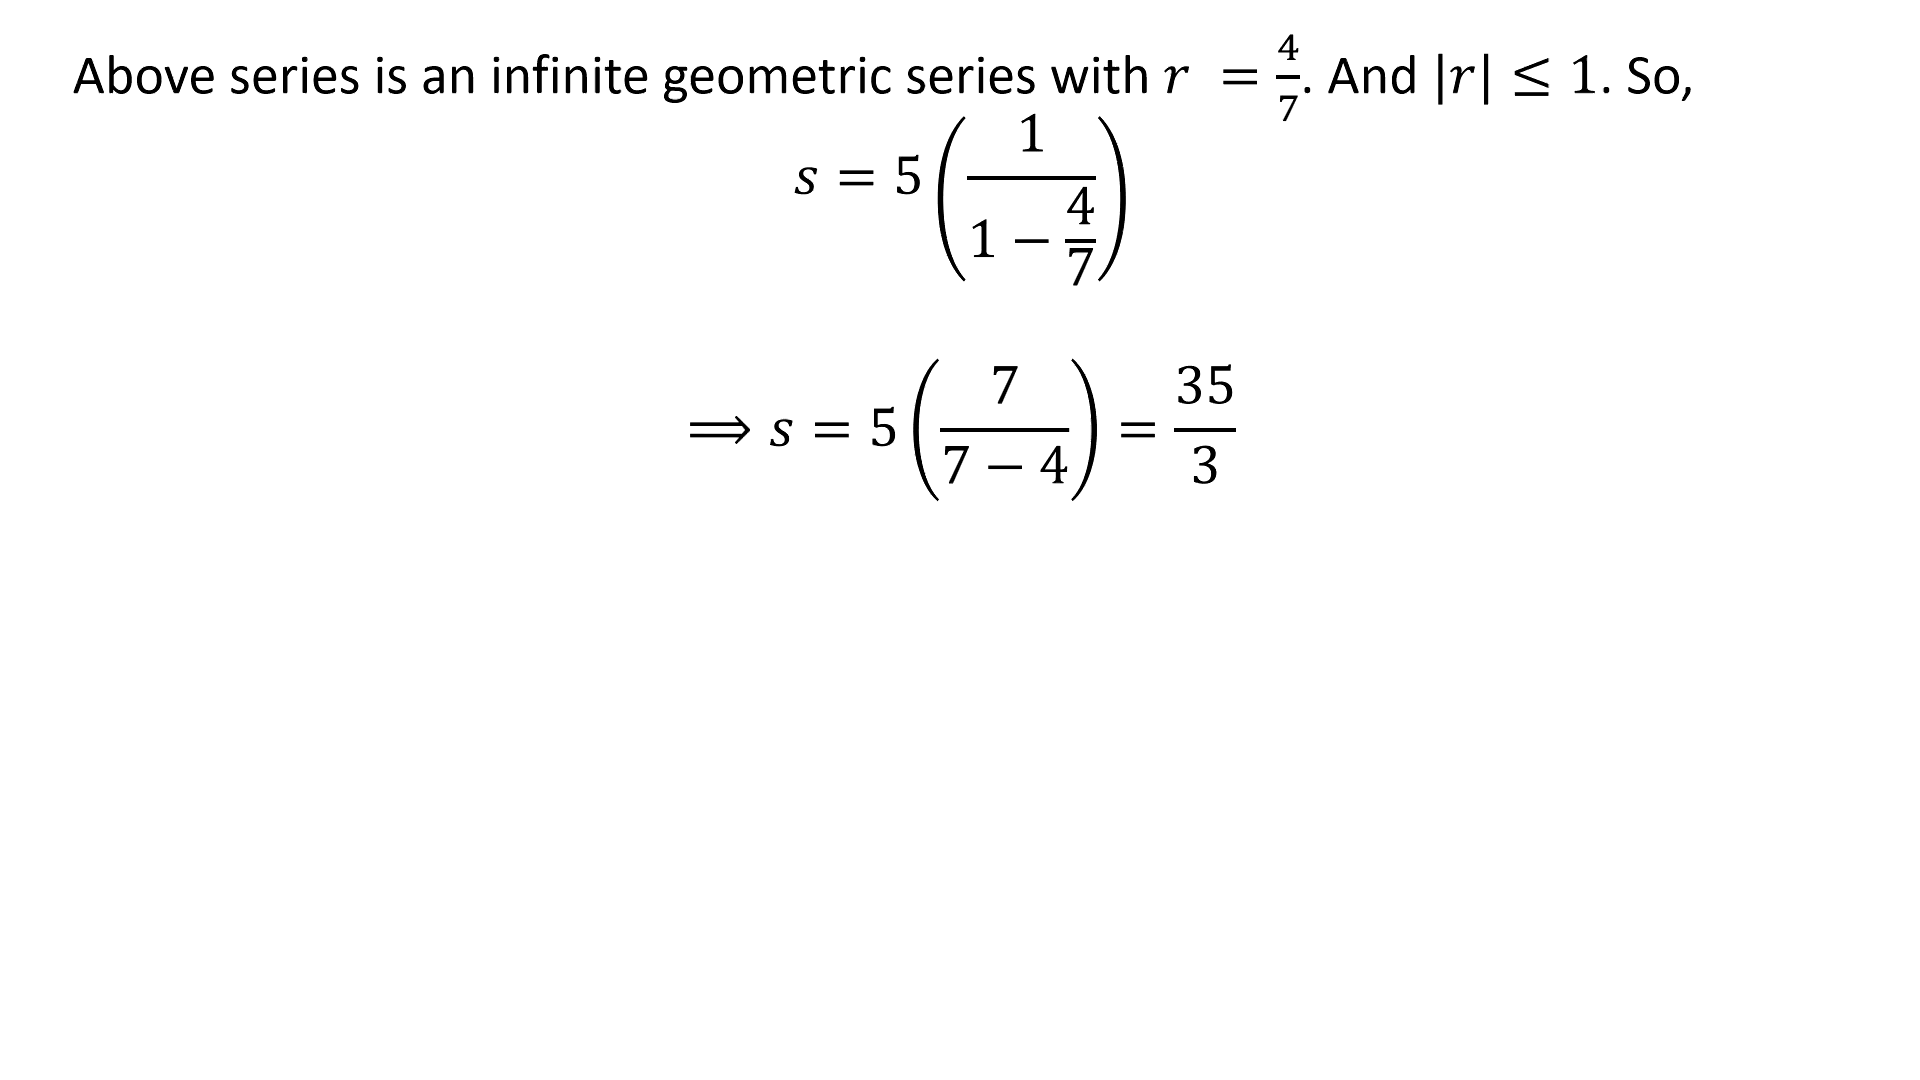 Above series is an infinite geometric series with r = 4/7. And |r| ≤ 1. So,
s = 5(1/(1 − 4/7))
⟹ s = 5(7/(7 − 4)) = 35/3